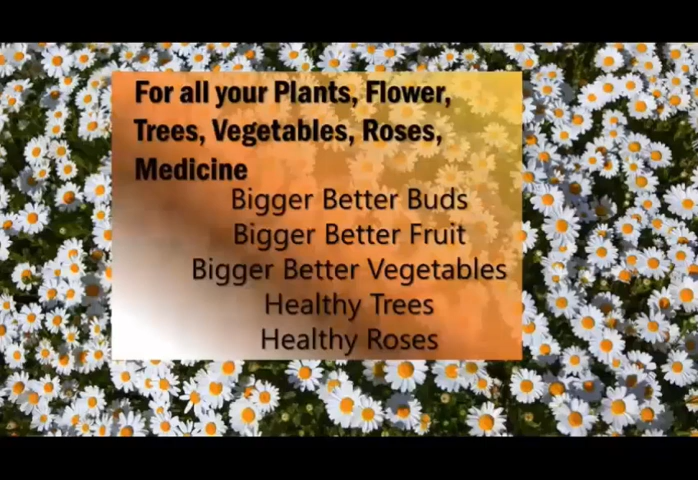 For all your Plants, Flower,
Trees, Vegetables, Roses,
Medicine
Bigger Better Buds
Bigger Better Fruit
Bigger Better Vegetables
Healthy Trees
Healthy Roses